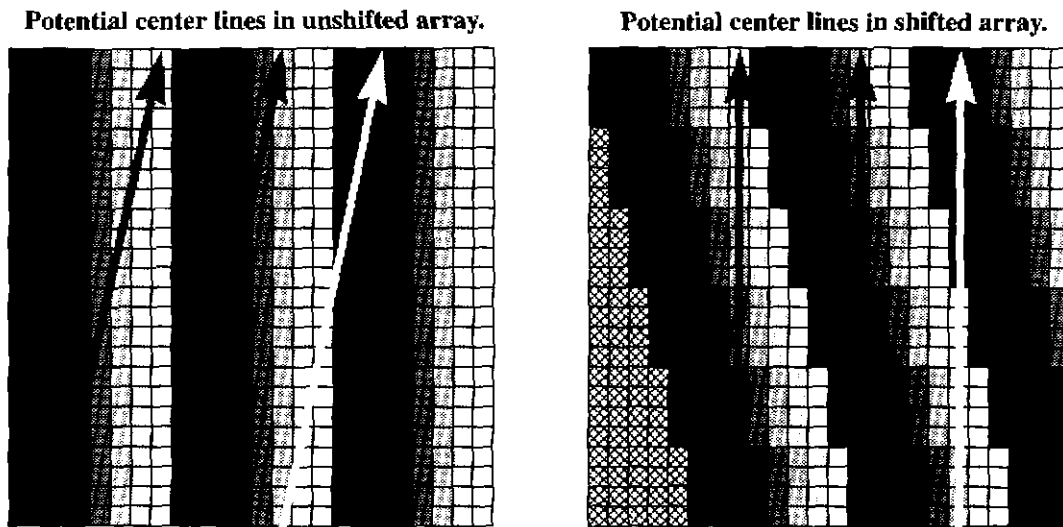 Potential center lines in unshifted array.
Potential center lines in shifted array.